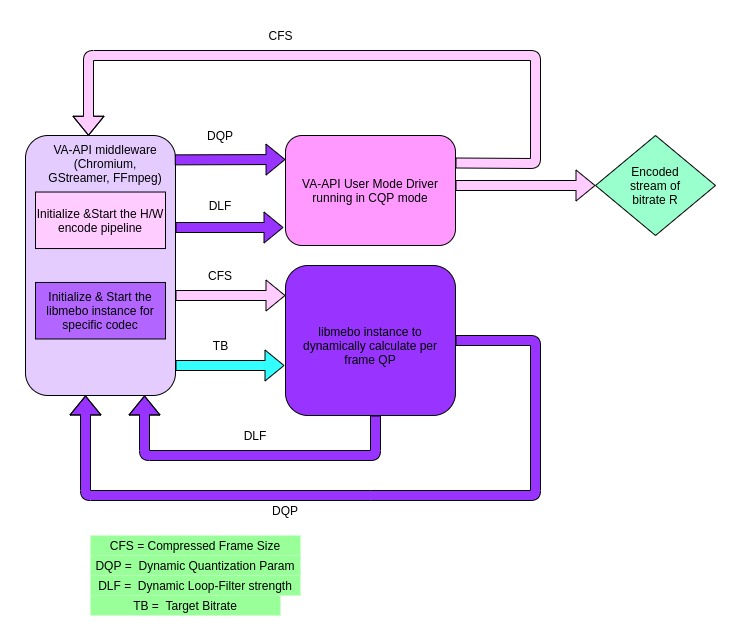 CFS
VA-API middleware
(Chromium,
GStreamer, FFmpeg)
Initialize &Start the H/W
encode pipeline
Initialize & Start the
libmebo instance for
specific codec
DQP
DLF
CFS
TB
VA-API User Mode Driver
running in CQP mode
Encoded
stream of
bitrate R
libmebo instance to
dynamically calculate per
frame QP
DLF
DQP
CFS = Compressed Frame Size
DQP =  Dynamic Quantization Param
DLF = Dynamic Loop-Filter strength
TB =  Target Bitrate